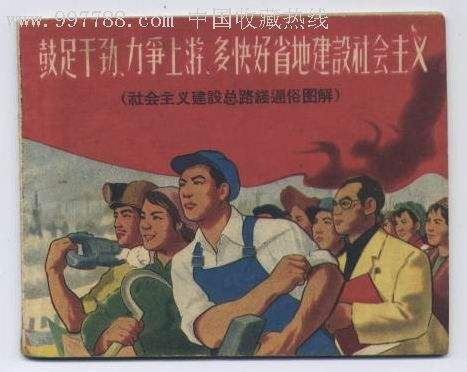 www.997788.com 中国收藏热线
鼓足干劲、力爭上游、多快好省地建設社会主义
(社会主义建設总路綫通俗图解)